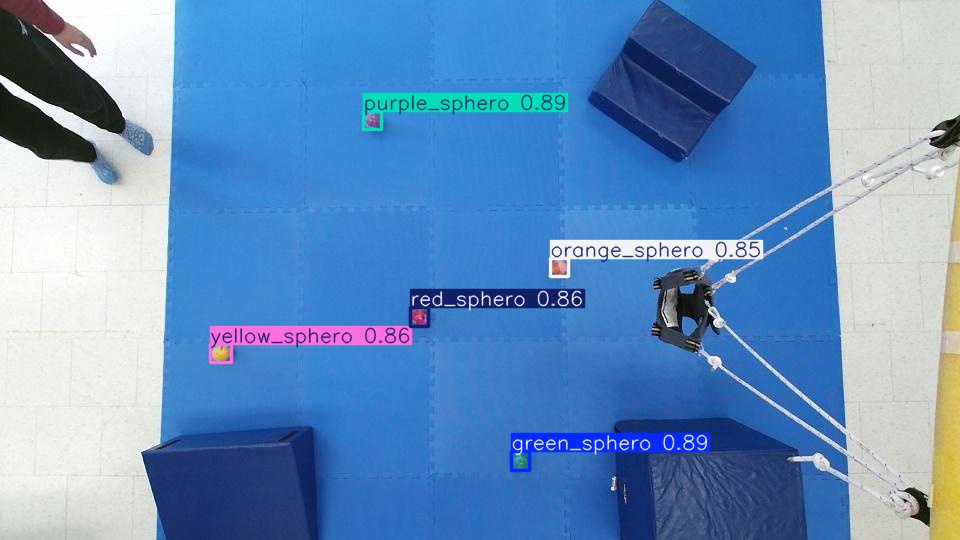 purple_sphero 0.89
orange_sphero 0.85
red_sphero 0.86
yellow_sphero 0.86
green_sphero 0.89